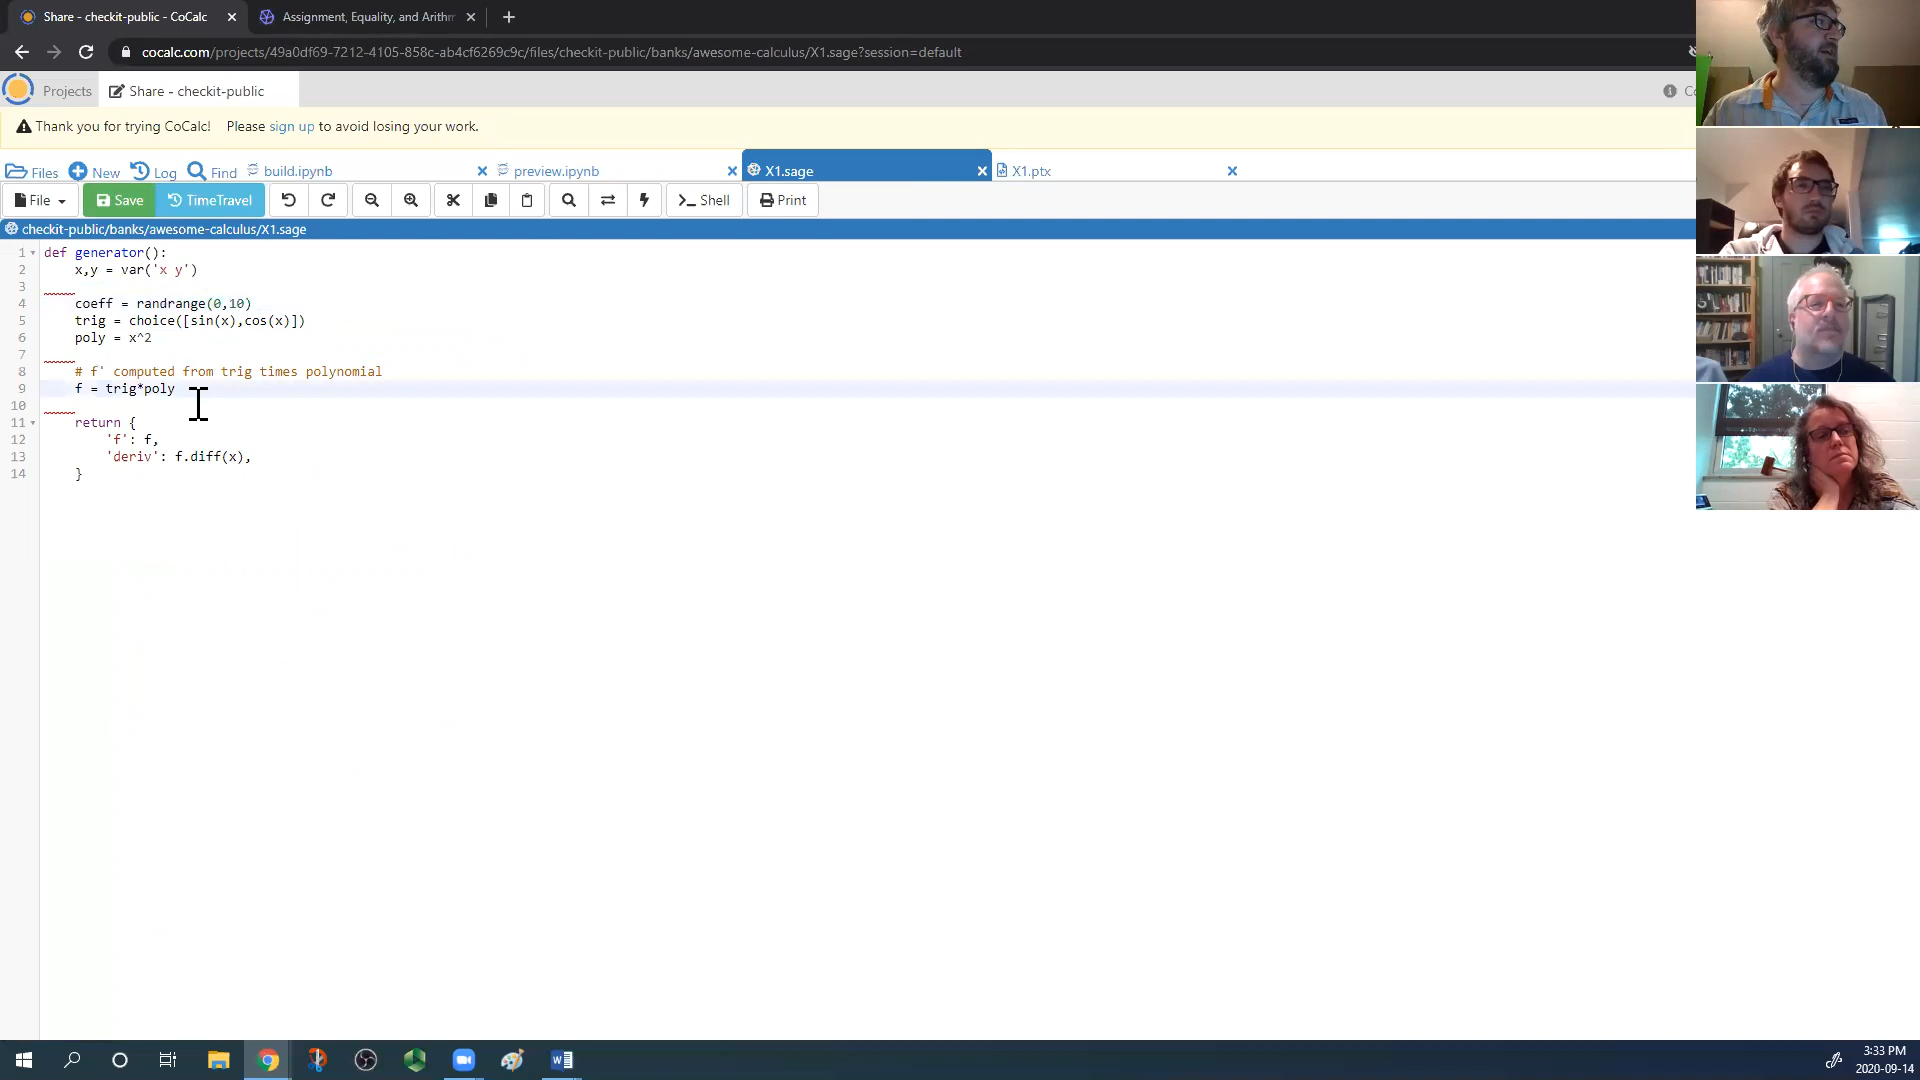 Share - checkit-public - CoCalc
Assignment, Equality, and Arithm
cocalc.com/projects/49a0df69-7212-4105-858c-ab4cf6269c9c/files/checkit-public/banks/awesome-calculus/X1.sage?session=default
Projects
Share - checkit-public
Co
Thank you for trying CoCalc! Please sign up to avoid losing your work.
Files New Log Find build.ipynb preview.ipynb X1.sage X1.ptx
File Save TimeTravel Shell Print
checkit-public/banks/awesome-calculus/X1.sage
1 def generator():
2 x,y = var('x y')
3
4 coeff = randrange(0,10)
5 trig = choice([sin(x),cos(x)])
6 poly = x^2
7
8 # f' computed from trig times polynomial
9 f = trig*poly
10
11 return {
12 'f': f,
13 'deriv': f.diff(x),
14 }
3:33 PM
2020-09-14